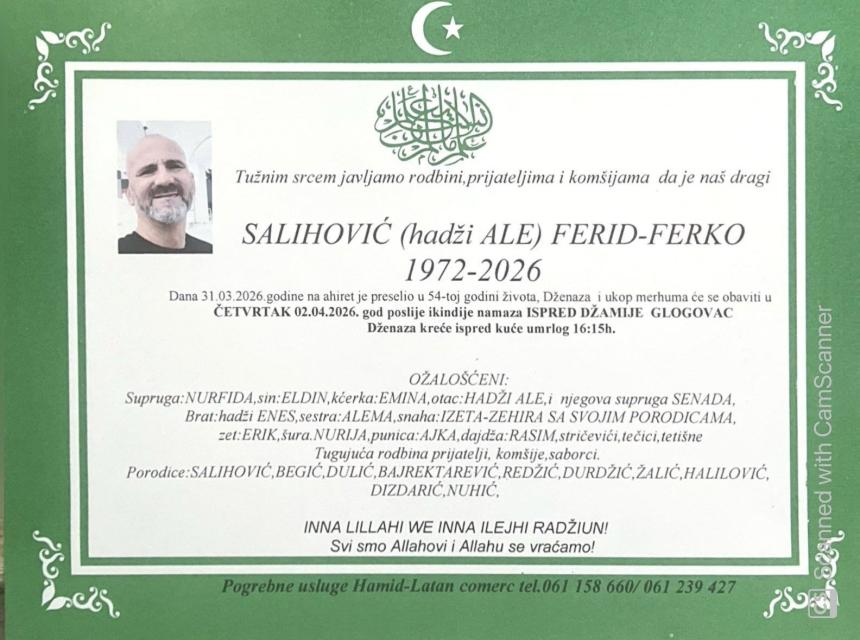 Tužnim srcem javljamo rodbini,prijateljima i komšijama da je naš dragi
SALIHOVIĆ (hadži ALE) FERID-FERKO
1972-2026
Dana 31.03.2026.godine na ahiret je preselio u 54-toj godini života, Dženaza i ukop merhuma će se obaviti u
ČETVRTAK 02.04.2026. god poslije ikindije namaza ISPRED DŽAMIJE GLOGOVAC
Dženaza kreće ispred kuće umrlog 16:15h.
OŽALOŠĆENI:
Supruga:NURFIDA,sin:ELDIN,kćerka:EMINA,otac:HADŽI ALE,i njegova supruga SENADA,
Brat:hadži ENES,sestra:ALEMA,snaha:IZETA-ZEHIRA SA SVOJIM PORODICAMA,
zet:ERIK,šura.NURIJA,punica:AJKA,dajdža:RASIM,stričevići,tečici,tetišne
Tugujuća rodbina prijatelji, komšije,saborci.
Porodice:SALIHOVIĆ,BEGIĆ,DULIĆ,BAJREKTAREVIĆ,REDŽIĆ,DURDŽIĆ,ŽALIĆ,HALILOVIĆ,
DIZDARIĆ,NUHIĆ,
INNA LILLAHI WE INNA ILEJHI RADŽIUN!
Svi smo Allahovi i Allahu se vraćamo!
Pogrebne usluge Hamid-Latan comerc tel.061 158 660/ 061 239 427
CS Scanned with CamScanner